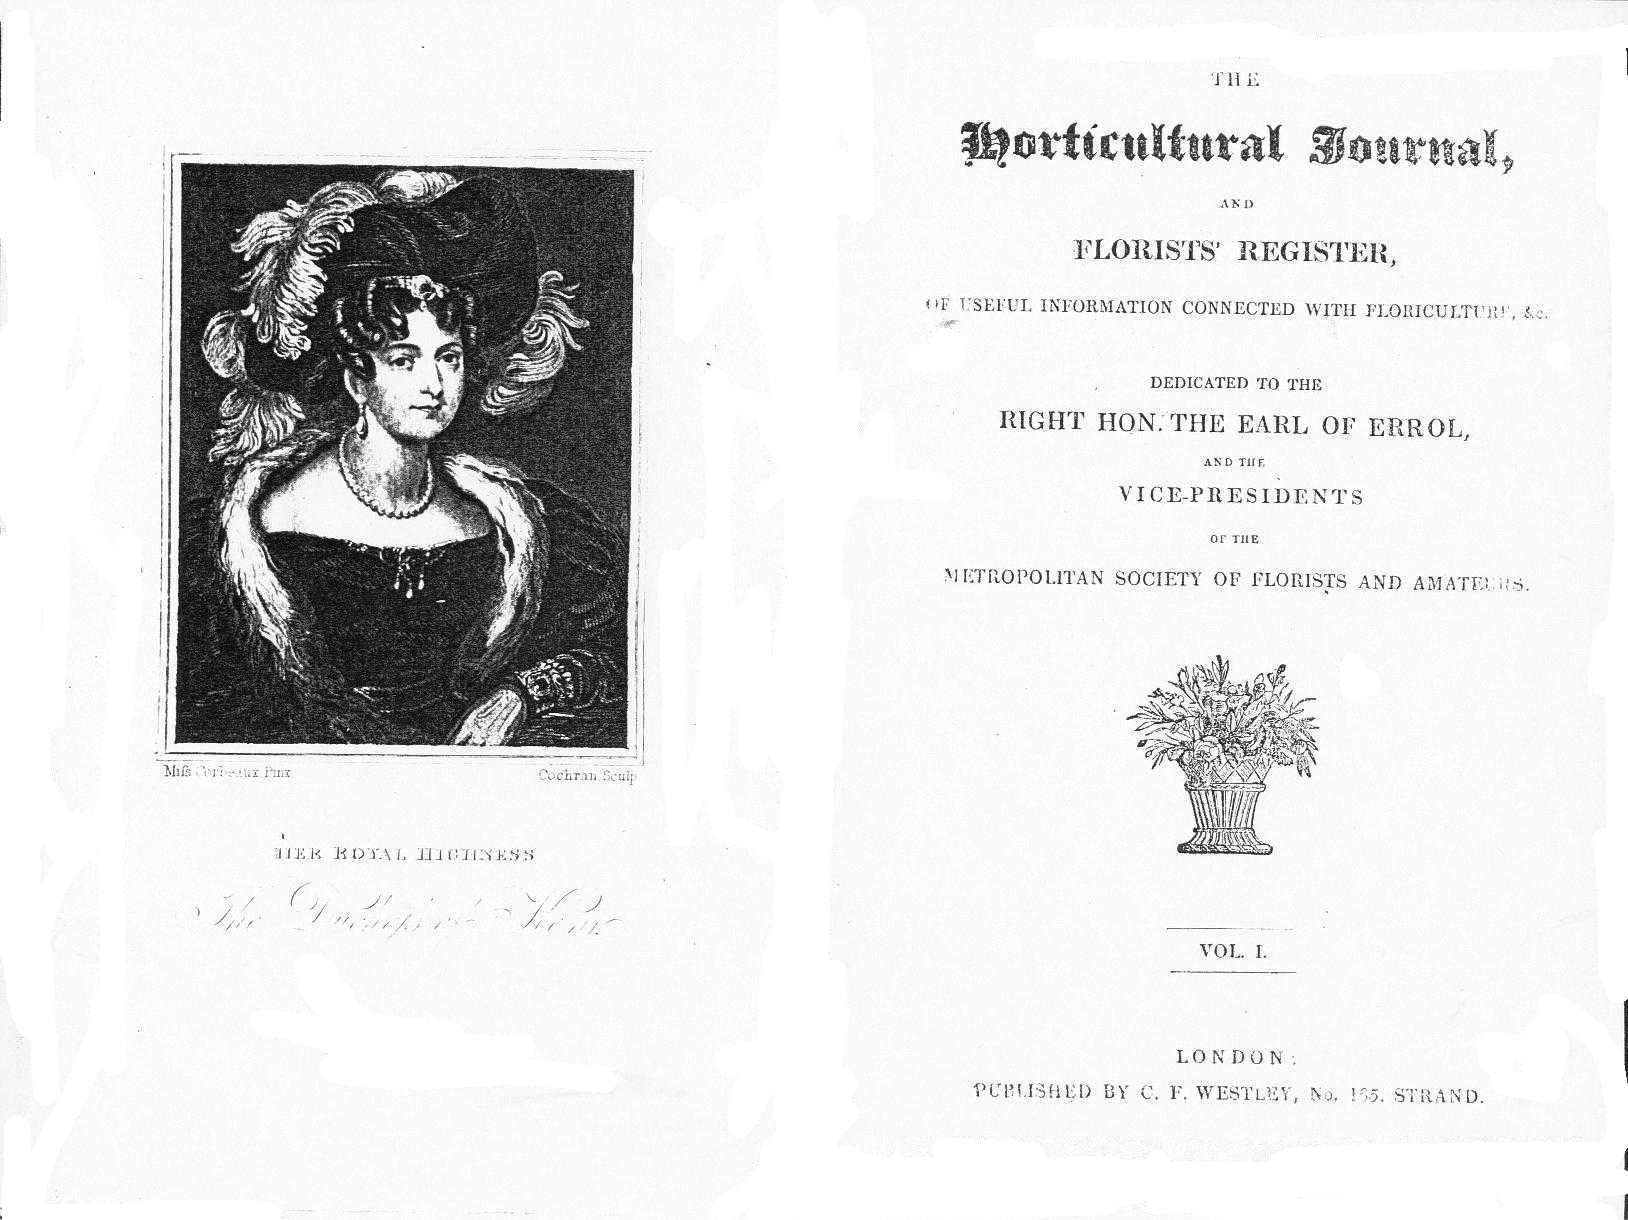 Miſs Corbeaux Pinx
Cochran Sculp
HER ROYAL HIGHNESS
The Ducheſs of Kent
THE
Horticultural Journal,
AND
FLORISTS' REGISTER,
OF USEFUL INFORMATION CONNECTED WITH FLORICULTURE, &c.
DEDICATED TO THE
RIGHT HON. THE EARL OF ERROL,
AND THE
VICE-PRESIDENTS
OF THE
METROPOLITAN SOCIETY OF FLORISTS AND AMATEURS.
VOL. I.
LONDON:
PUBLISHED BY C. F. WESTLEY, No. 165. STRAND.